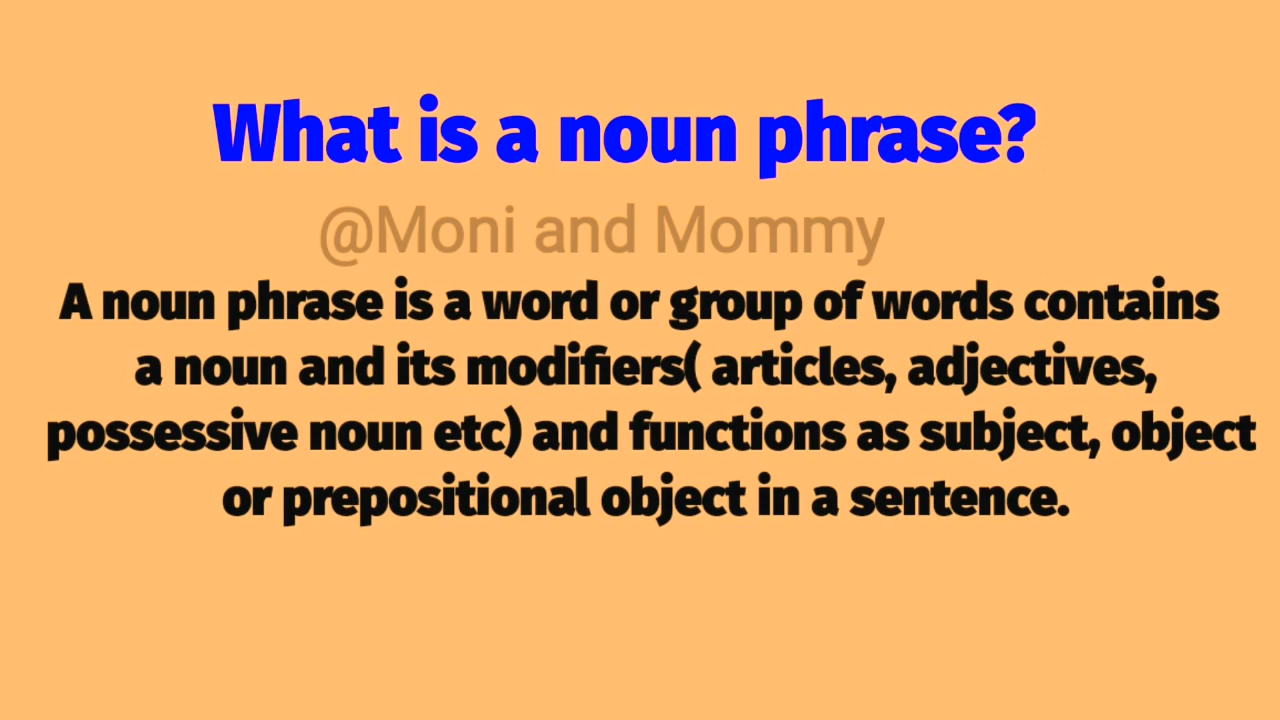 What is a noun phrase?
@Moni and Mommy
A noun phrase is a word or group of words contains
a noun and its modifiers( articles, adjectives,
possessive noun etc) and functions as subject, object
or prepositional object in a sentence.